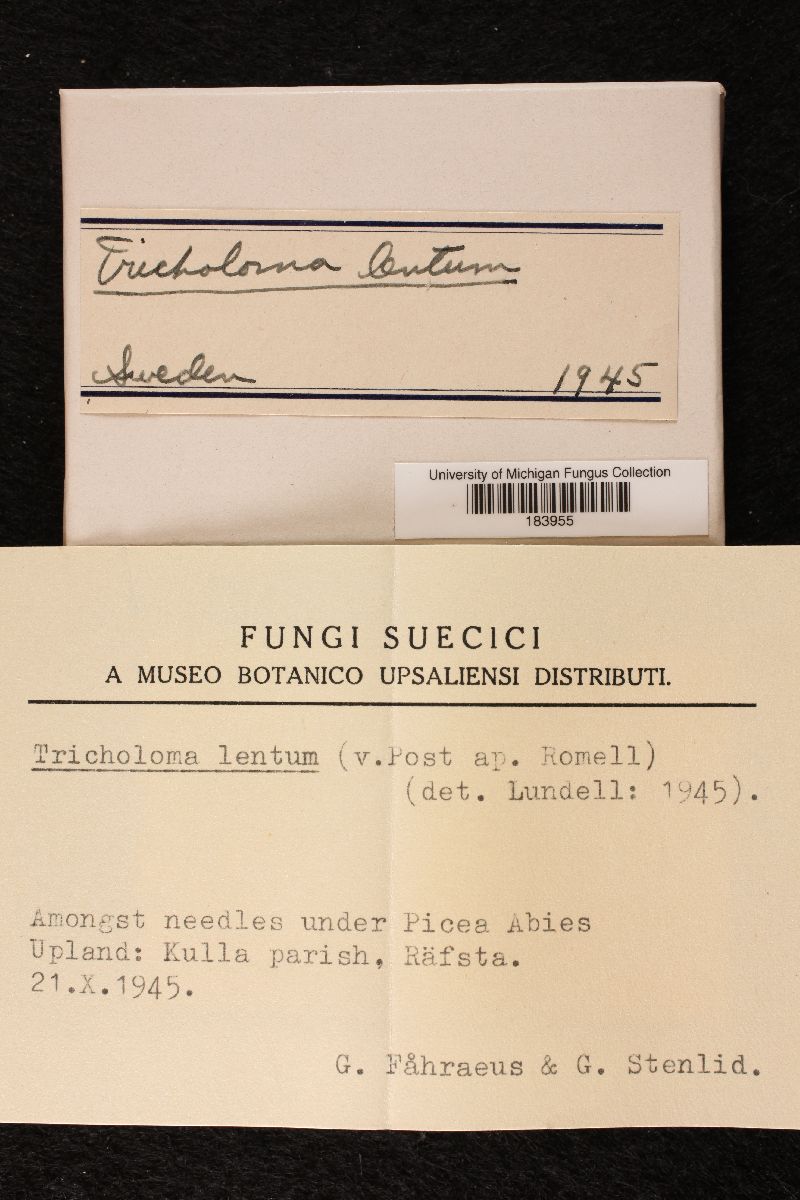 Tricholoma lentum
Sweden 1945
University of Michigan Fungus Collection
183955
FUNGI SUECICI
A MUSEO BOTANICO UPSALIENSI DISTRIBUTI.
Tricholoma lentum (v.Post ap. Romell)
(det. Lundell: 1945).
Amongst needles under Picea Abies
Upland: Kulla parish, Räfsta.
21.X.1945.
G. Fåhraeus & G. Stenlid.